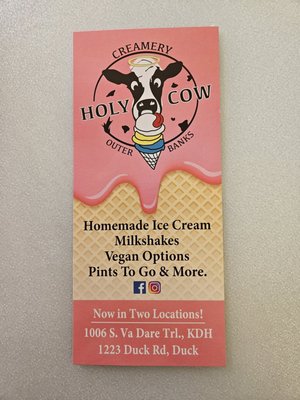 CREAMERY
HOLY COW
OUTER BANKS
Homemade Ice Cream
Milkshakes
Vegan Options
Pints To Go & More.
Now in Two Locations!
1006 S. Va Dare Trl., KDH
1223 Duck Rd, Duck